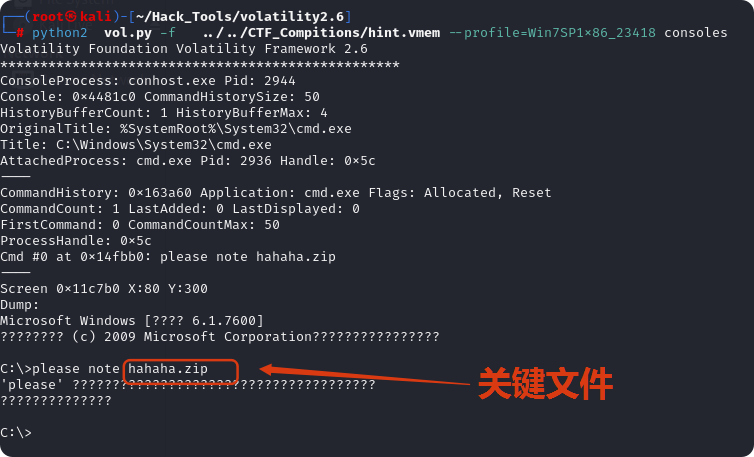 ┌──(root㉿kali)-[~/Hack_Tools/volatility2.6]
└─# python2  vol.py -f   ../../CTF_Compitions/hint.vmem --profile=Win7SP1×86_23418 consoles
Volatility Foundation Volatility Framework 2.6
**************************************************
ConsoleProcess: conhost.exe Pid: 2944
Console: 0×4481c0 CommandHistorySize: 50
HistoryBufferCount: 1 HistoryBufferMax: 4
OriginalTitle: %SystemRoot%\System32\cmd.exe
Title: C:\Windows\System32\cmd.exe
AttachedProcess: cmd.exe Pid: 2936 Handle: 0×5c
----
CommandHistory: 0×163a60 Application: cmd.exe Flags: Allocated, Reset
CommandCount: 1 LastAdded: 0 LastDisplayed: 0
FirstCommand: 0 CommandCountMax: 50
ProcessHandle: 0×5c
Cmd #0 at 0×14fbb0: please note hahaha.zip
----
Screen 0×11c7b0 X:80 Y:300
Dump:
Microsoft Windows [???? 6.1.7600]
???????? (c) 2009 Microsoft Corporation????????????????
C:\>please note hahaha.zip
'please' ??????????????????????????????????????
??????????????
关键文件
C:\>